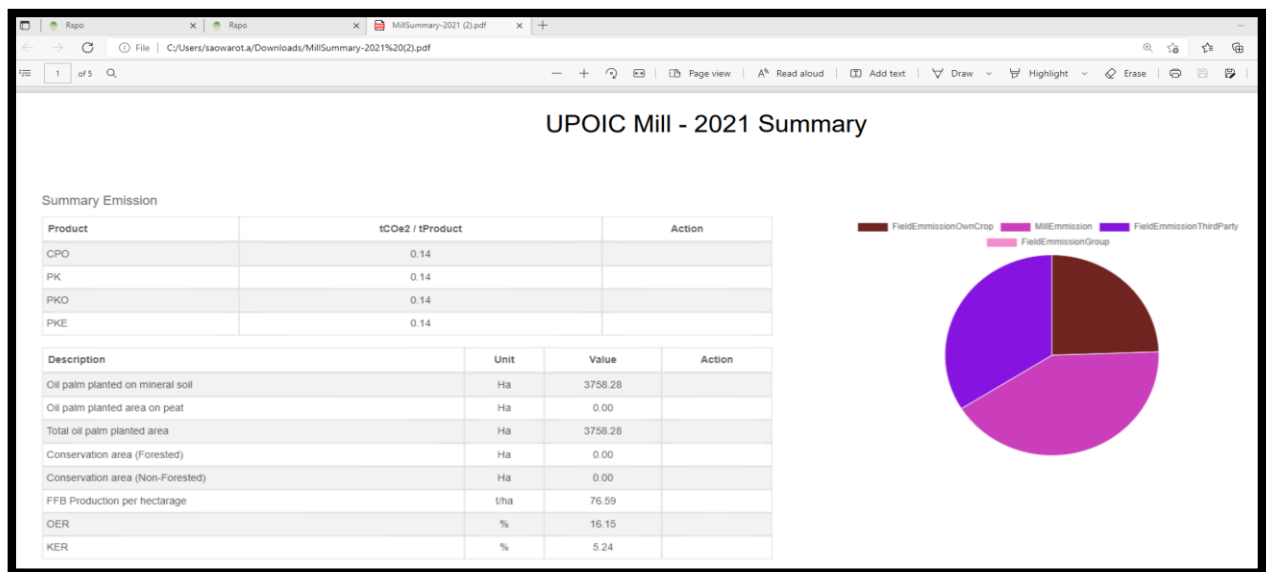 Rspo
Rspo
MillSummary-2021 (2).pdf
File | C:/Users/saowarot.a/Downloads/MillSummary-2021%20(2).pdf
1 of 5
Page view Read aloud Add text Draw Highlight Erase
UPOIC Mill - 2021 Summary
Summary Emission
Product tCOe2 / tProduct Action
CPO 0.14
PK 0.14
PKO 0.14
PKE 0.14
Description Unit Value Action
Oil palm planted on mineral soil Ha 3758.28
Oil palm planted area on peat Ha 0.00
Total oil palm planted area Ha 3758.28
Conservation area (Forested) Ha 0.00
Conservation area (Non-Forested) Ha 0.00
FFB Production per hectarage t/ha 76.59
OER % 16.15
KER % 5.24
FieldEmmissionOwnCrop MillEmmission FieldEmmissionThirdParty
FieldEmmissionGroup